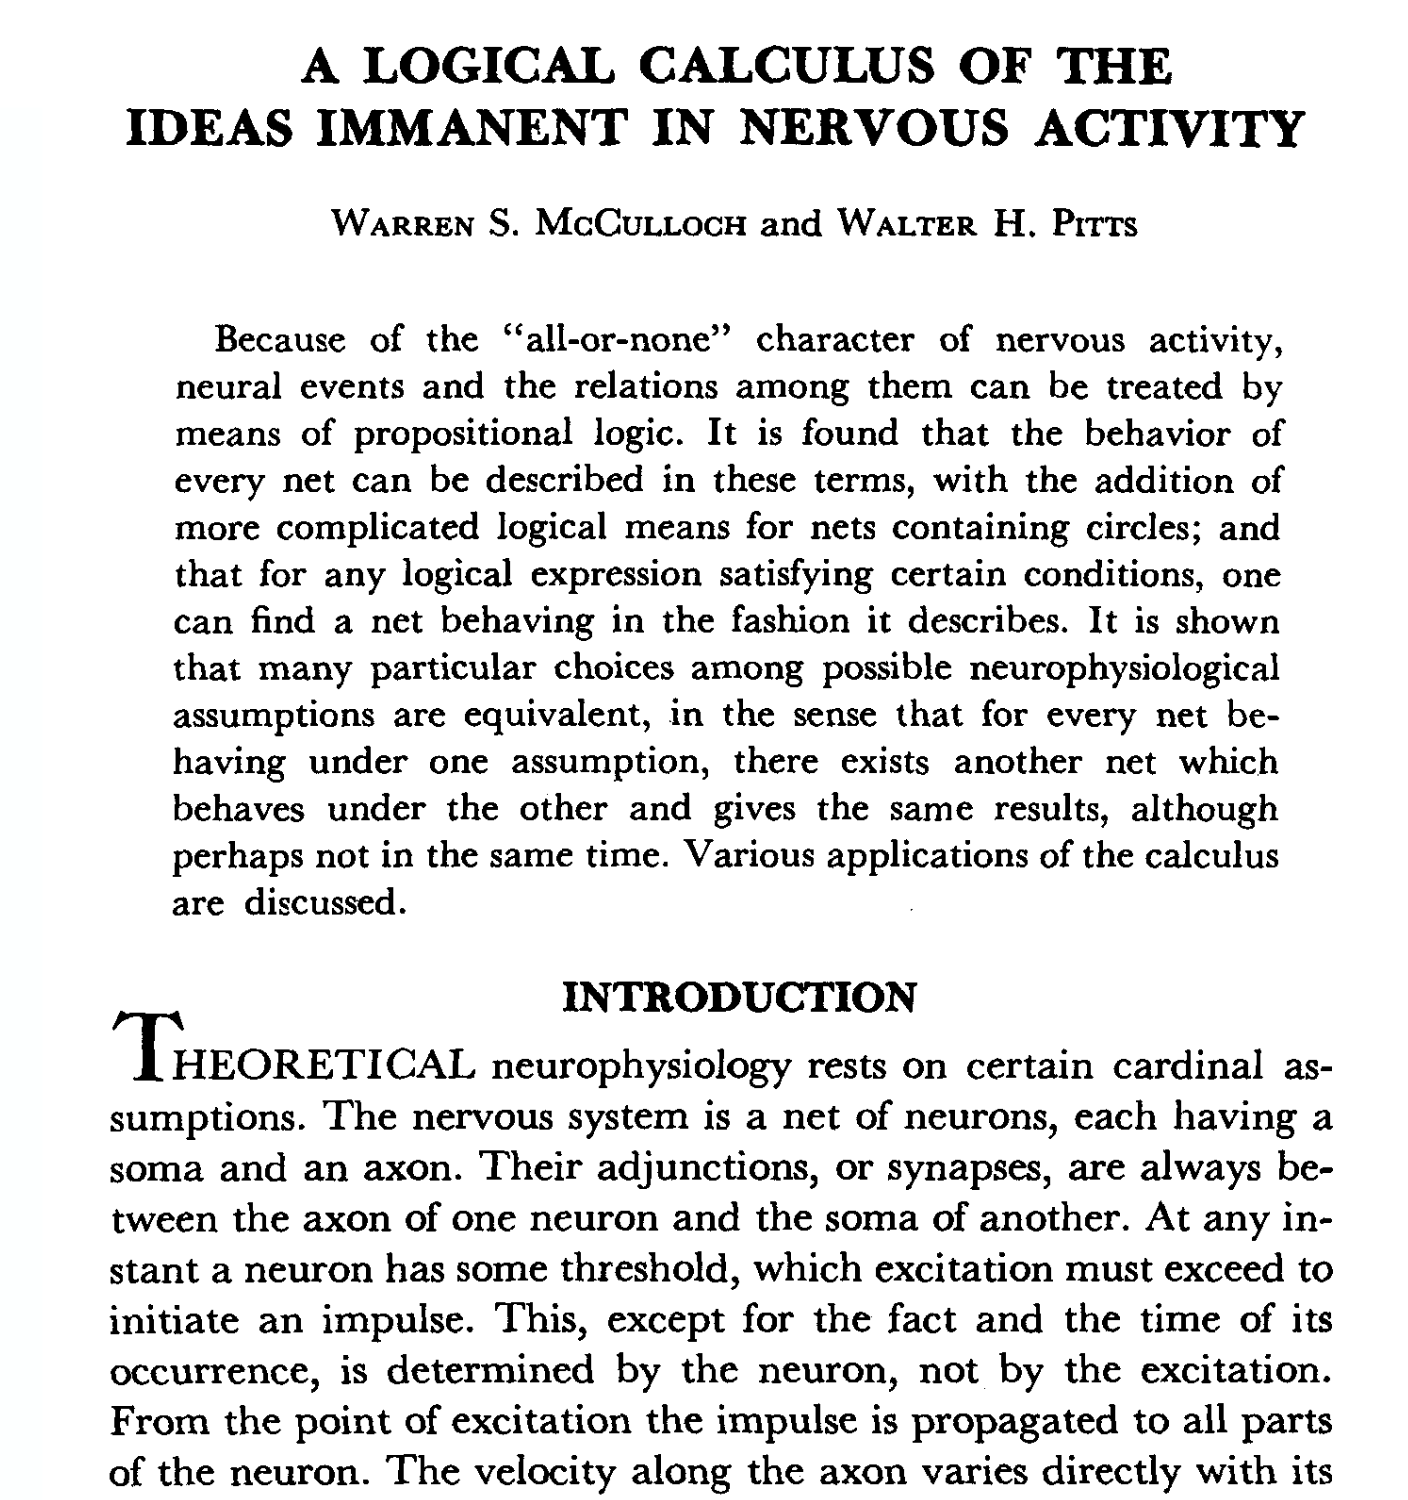 A LOGICAL CALCULUS OF THE
IDEAS IMMANENT IN NERVOUS ACTIVITY
WARREN S. MCCULLOCH and WALTER H. PITTS
Because of the “all-or-none” character of nervous activity,
neural events and the relations among them can be treated by
means of propositional logic. It is found that the behavior of
every net can be described in these terms, with the addition of
more complicated logical means for nets containing circles; and
that for any logical expression satisfying certain conditions, one
can find a net behaving in the fashion it describes. It is shown
that many particular choices among possible neurophysiological
assumptions are equivalent, in the sense that for every net be-
having under one assumption, there exists another net which
behaves under the other and gives the same results, although
perhaps not in the same time. Various applications of the calculus
are discussed.
INTRODUCTION
THEORETICAL neurophysiology rests on certain cardinal as-
sumptions. The nervous system is a net of neurons, each having a
soma and an axon. Their adjunctions, or synapses, are always be-
tween the axon of one neuron and the soma of another. At any in-
stant a neuron has some threshold, which excitation must exceed to
initiate an impulse. This, except for the fact and the time of its
occurrence, is determined by the neuron, not by the excitation.
From the point of excitation the impulse is propagated to all parts
of the neuron. The velocity along the axon varies directly with its